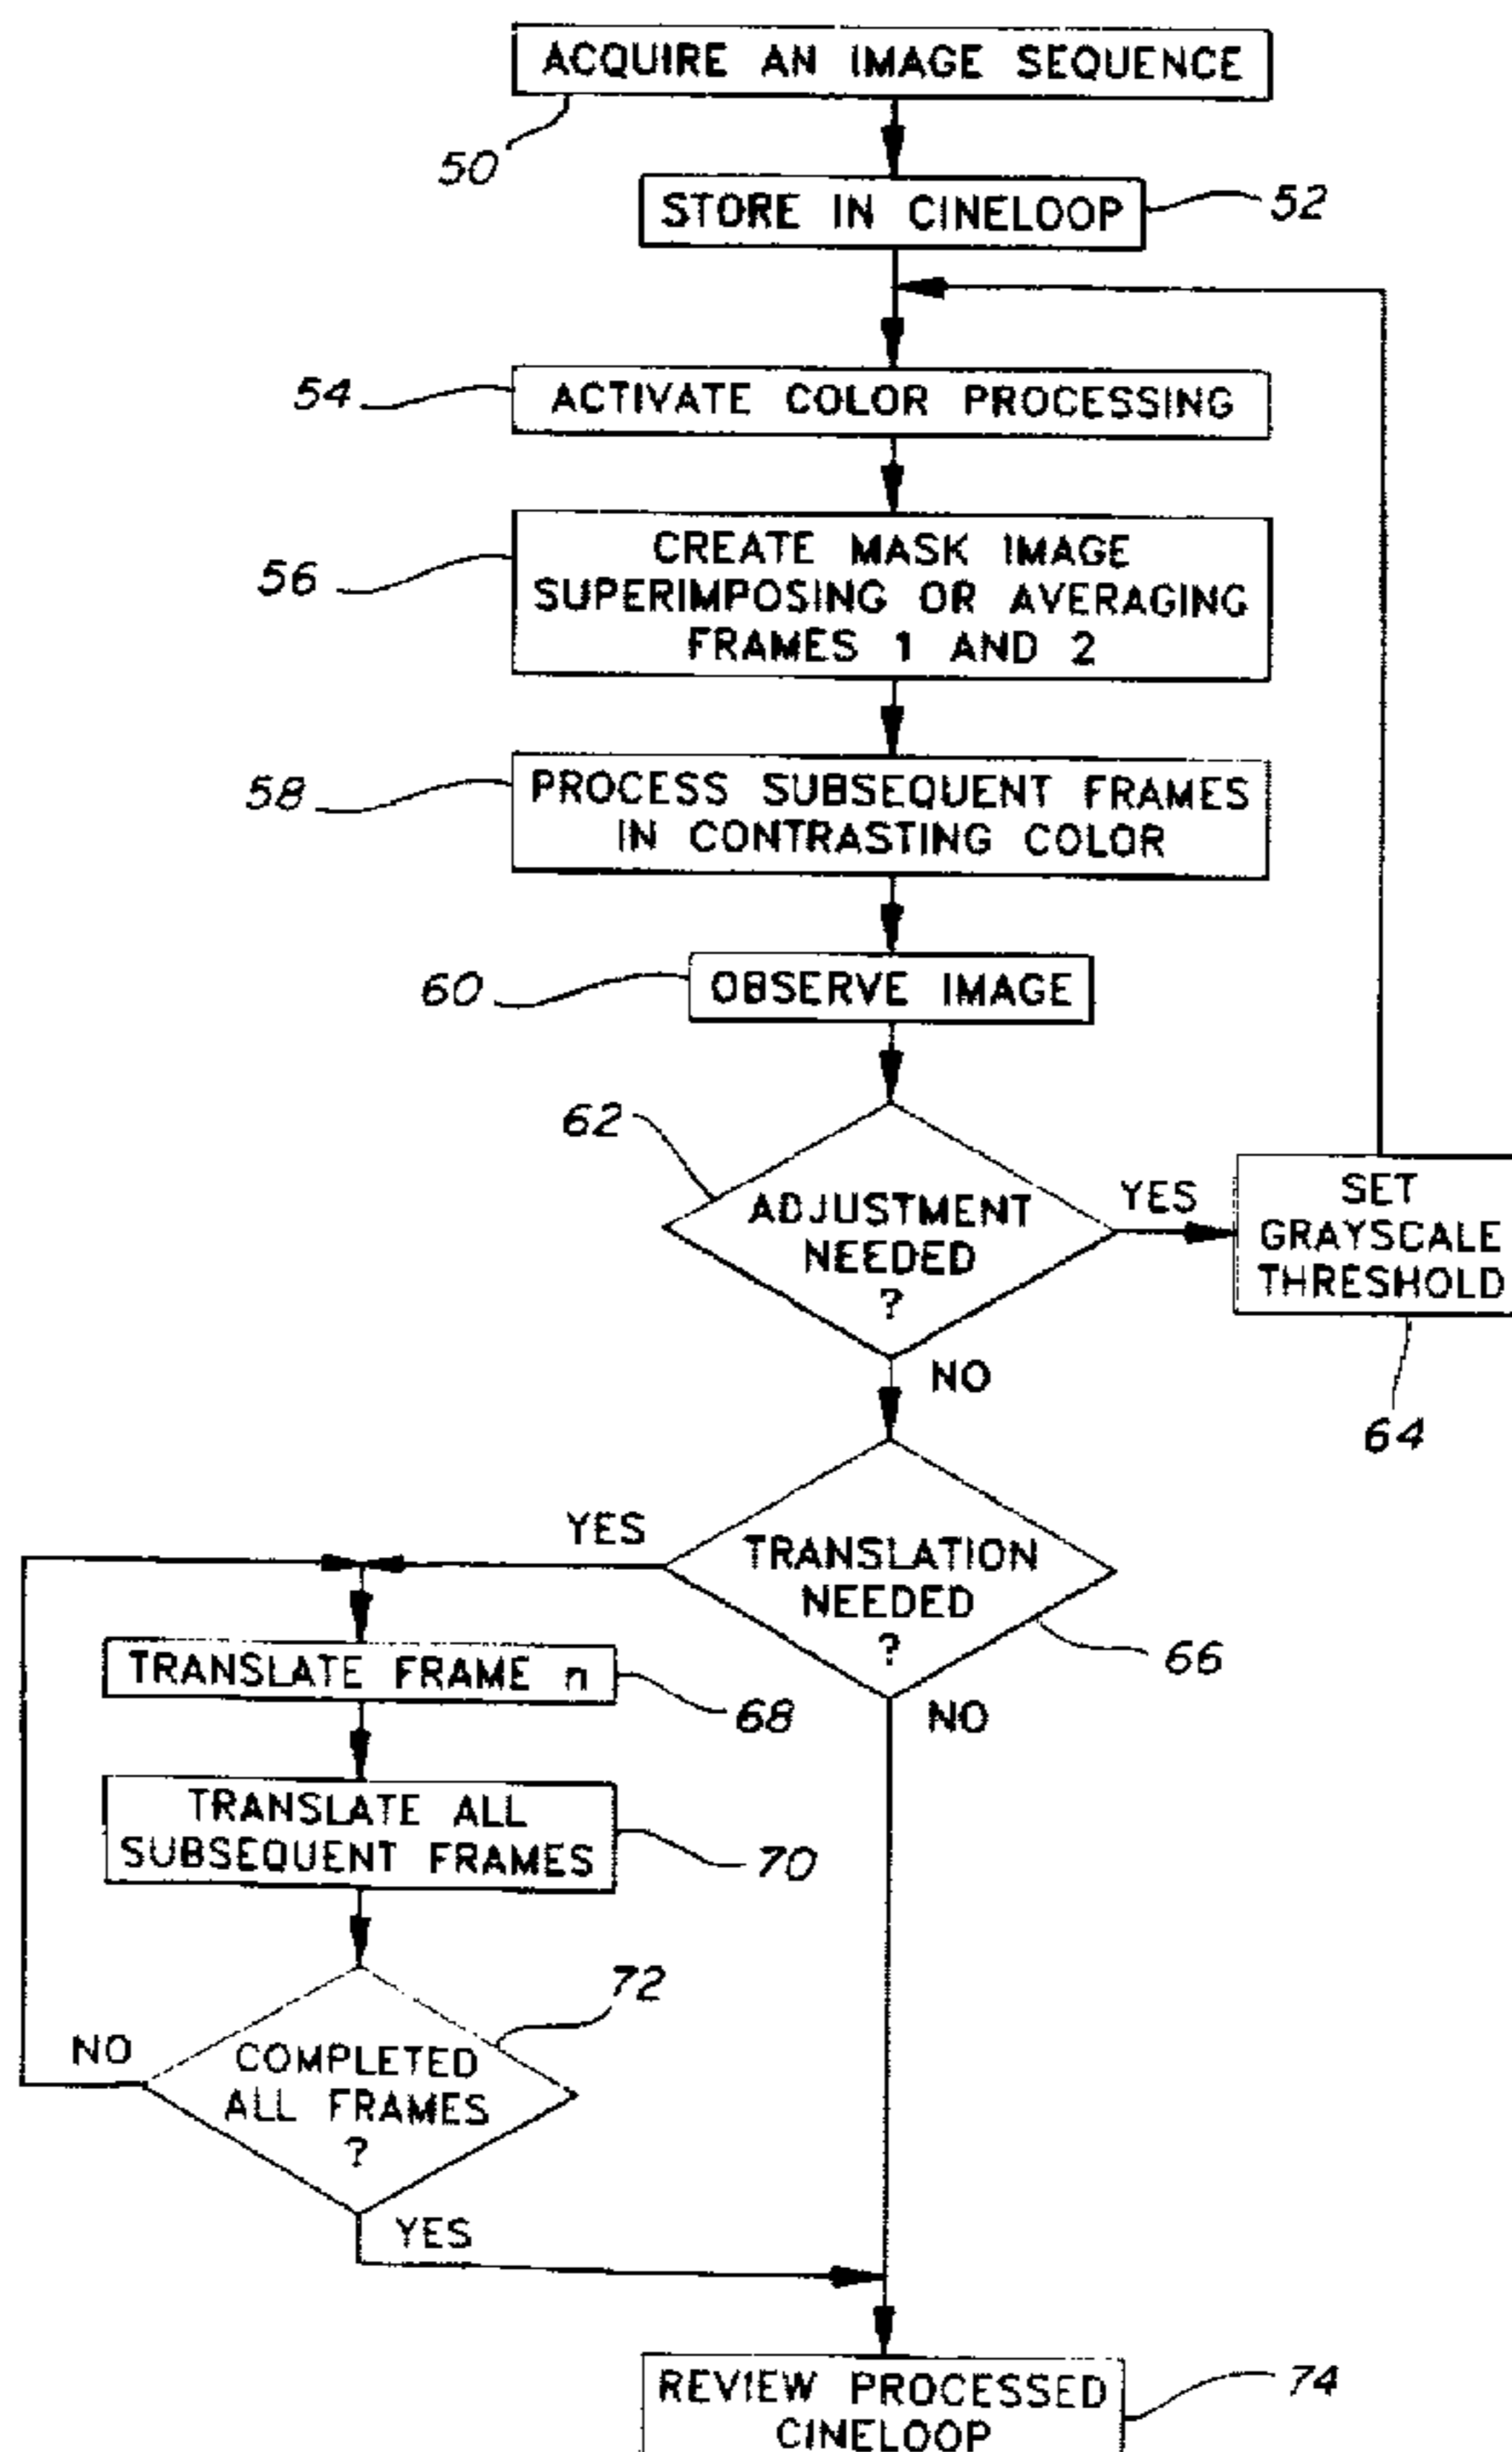 ACQUIRE AN IMAGE SEQUENCE
50
STORE IN CINELOOP
52
54
ACTIVATE COLOR PROCESSING
56
CREATE MASK IMAGE
SUPERIMPOSING OR AVERAGING
FRAMES 1 AND 2
58
PROCESS SUBSEQUENT FRAMES
IN CONTRASTING COLOR
60
OBSERVE IMAGE
62
ADJUSTMENT
NEEDED
?
YES
SET
GRAYSCALE
THRESHOLD
64
NO
YES
TRANSLATION
NEEDED
?
66
NO
TRANSLATE FRAME n
68
TRANSLATE ALL
SUBSEQUENT FRAMES
70
72
NO
COMPLETED
ALL FRAMES
?
YES
REVIEW PROCESSED
CINELOOP
74